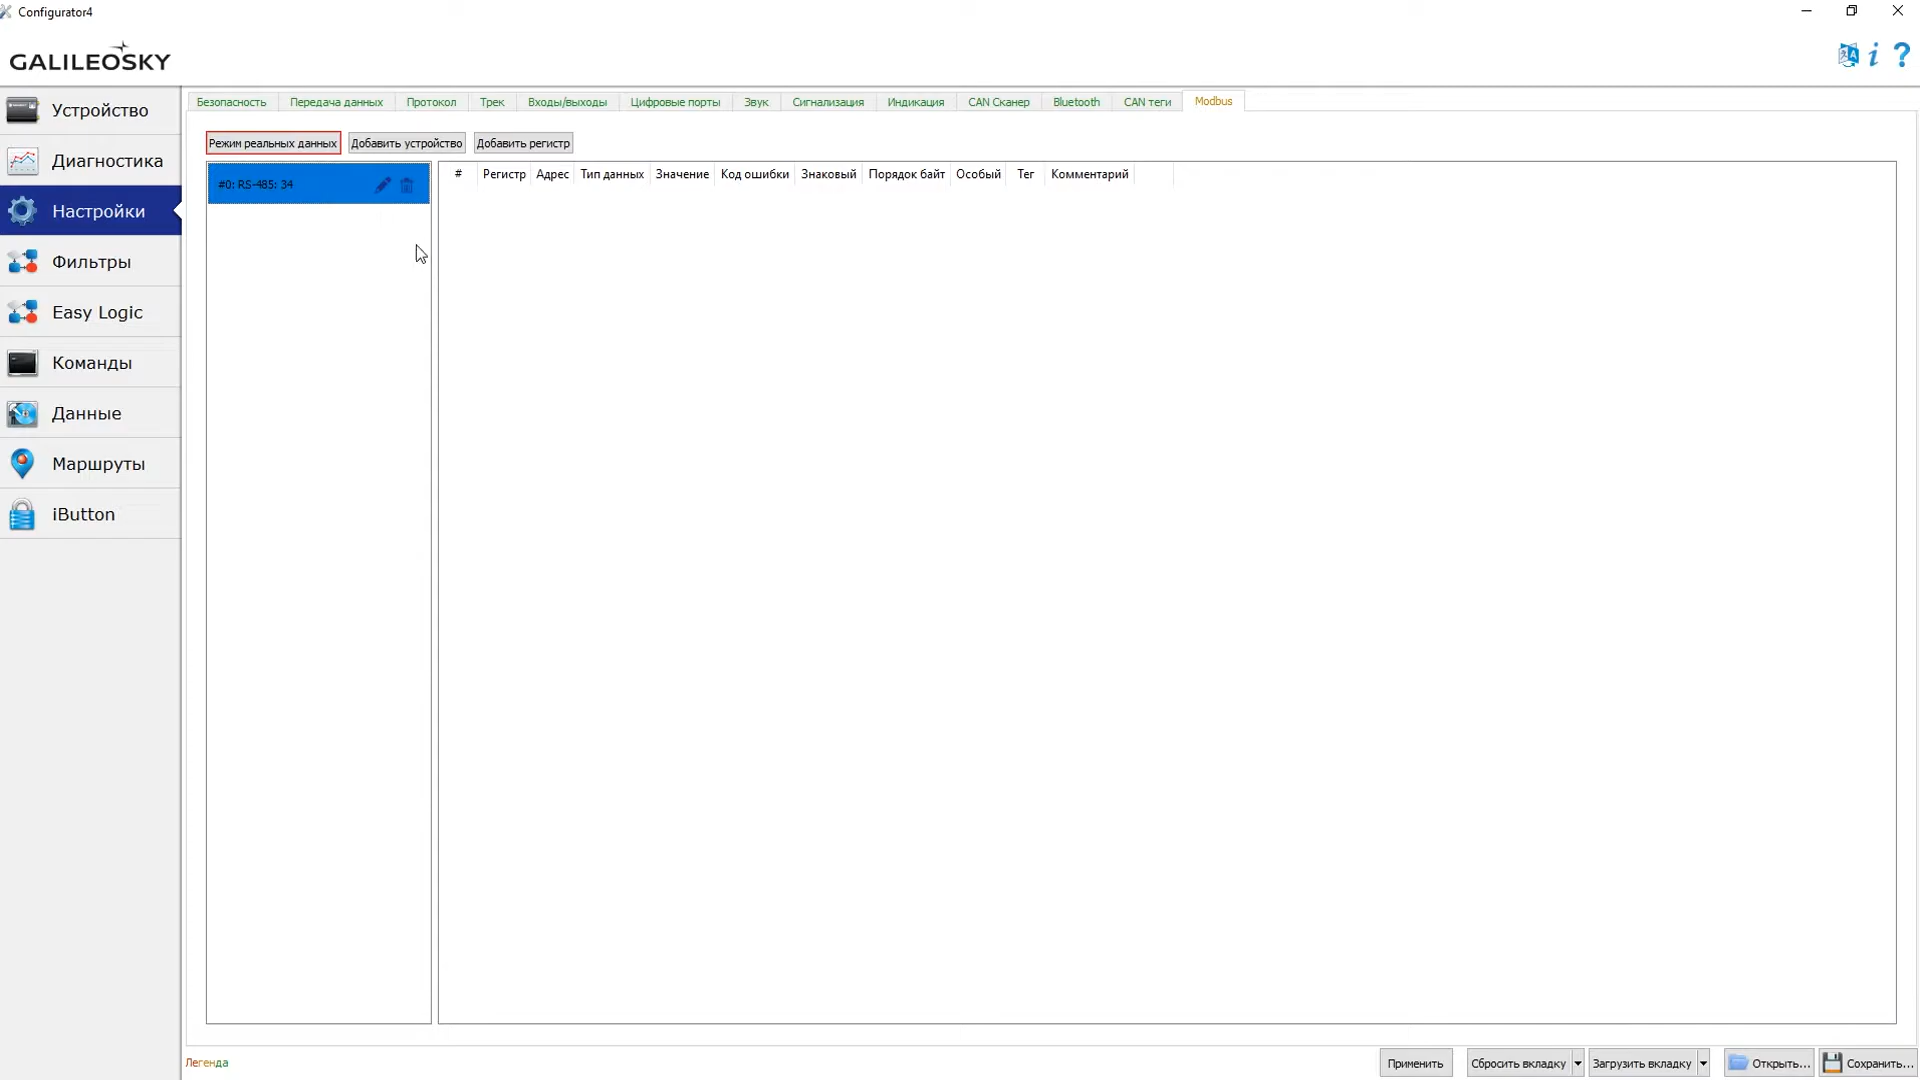 Configurator4
GALILEOSKY
i ?
Устройство
Диагностика
Настройки
Фильтры
Easy Logic
Команды
Данные
Маршруты
iButton
Безопасность Передача данных Протокол Трек Входы/выходы Цифровые порты Звук Сигнализация Индикация CAN Сканер Bluetooth CAN теги Modbus
Режим реальных данных Добавить устройство Добавить регистр
#0: RS-485: 34
# Регистр Адрес Тип данных Значение Код ошибки Знаковый Порядок байт Особый Тег Комментарий
Легенда
Применить Сбросить вкладку Загрузить вкладку Открыть... Сохранить...